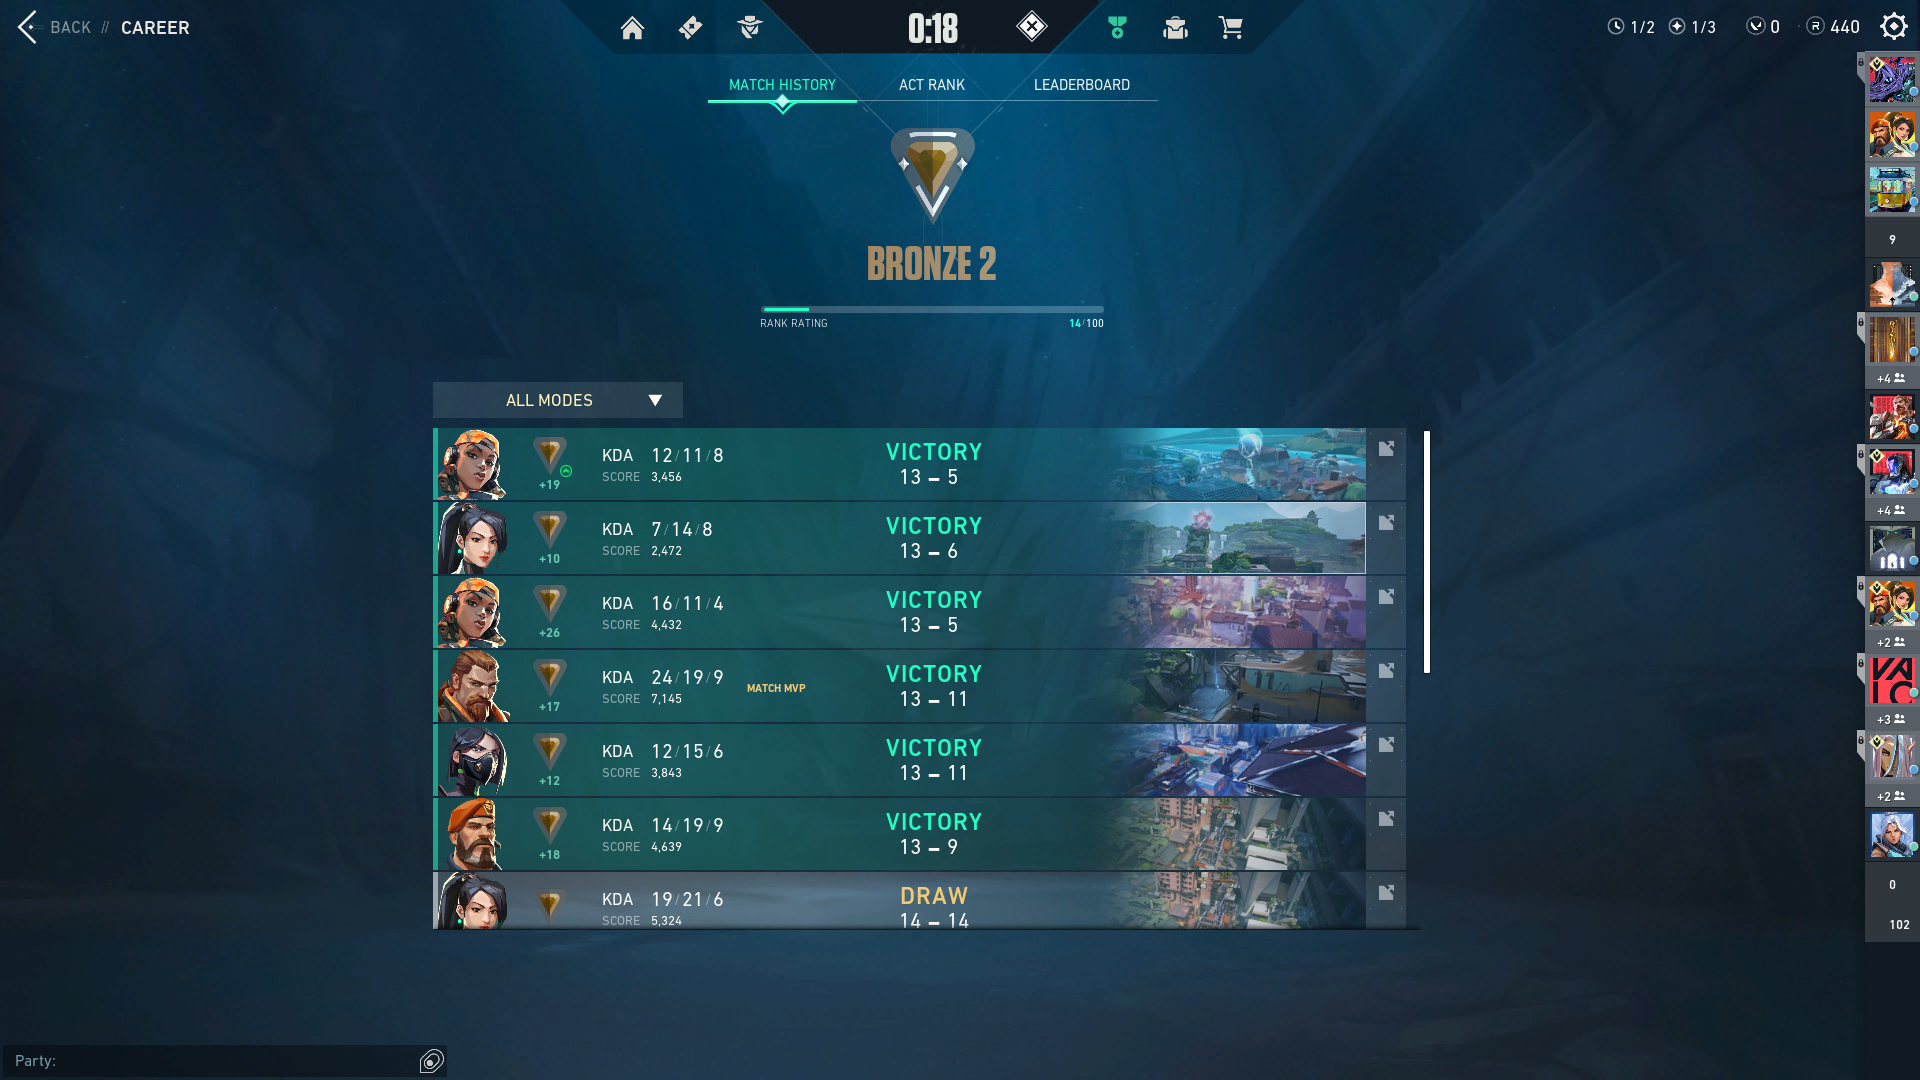 BACK // CAREER
0:18
1/2 1/3 0 R 440
MATCH HISTORY ACT RANK LEADERBOARD
BRONZE 2
RANK RATING 14/100
ALL MODES
+19 KDA 12/11/8 VICTORY
SCORE 3,456 13 – 5
+10 KDA 7/14/8 VICTORY
SCORE 2,472 13 – 6
+26 KDA 16/11/4 VICTORY
SCORE 4,432 13 – 5
+17 KDA 24/19/9 MATCH MVP VICTORY
SCORE 7,145 13 – 11
+12 KDA 12/15/6 VICTORY
SCORE 3,843 13 – 11
+18 KDA 14/19/9 VICTORY
SCORE 4,639 13 – 9
KDA 19/21/6 DRAW
SCORE 5,324 14 – 14
9
+4
+4
+2
+3
+2
0
102
Party: